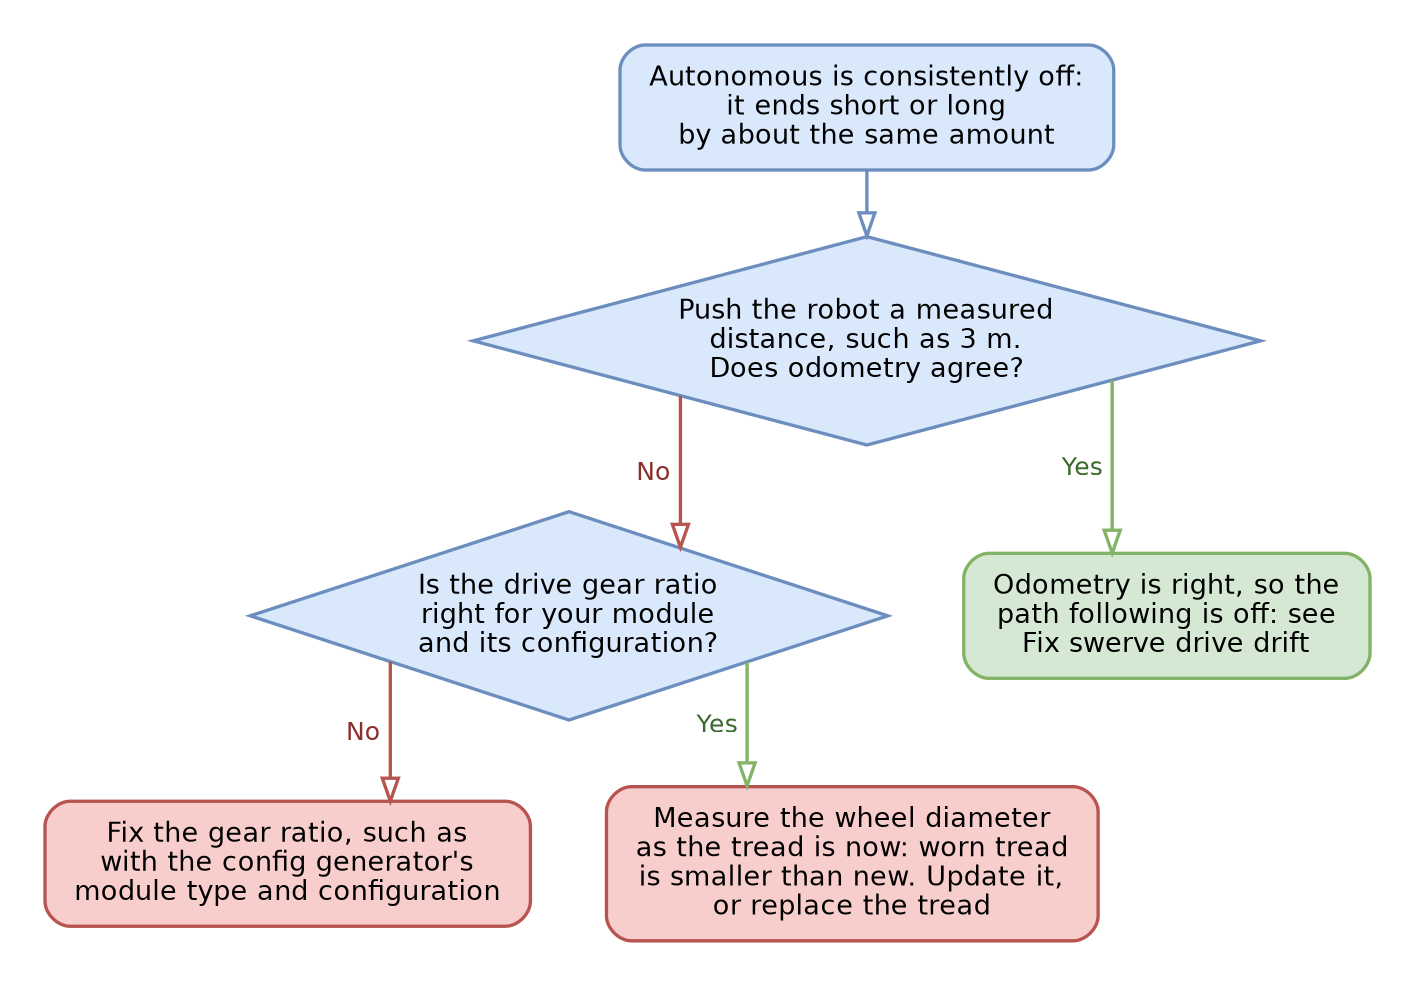 Autonomous is consistently off:
it ends short or long
by about the same amount
Push the robot a measured
distance, such as 3 m.
Does odometry agree?
No
Yes
Is the drive gear ratio
right for your module
and its configuration?
Odometry is right, so the
path following is off: see
Fix swerve drive drift
No
Yes
Fix the gear ratio, such as
with the config generator's
module type and configuration
Measure the wheel diameter
as the tread is now: worn tread
is smaller than new. Update it,
or replace the tread